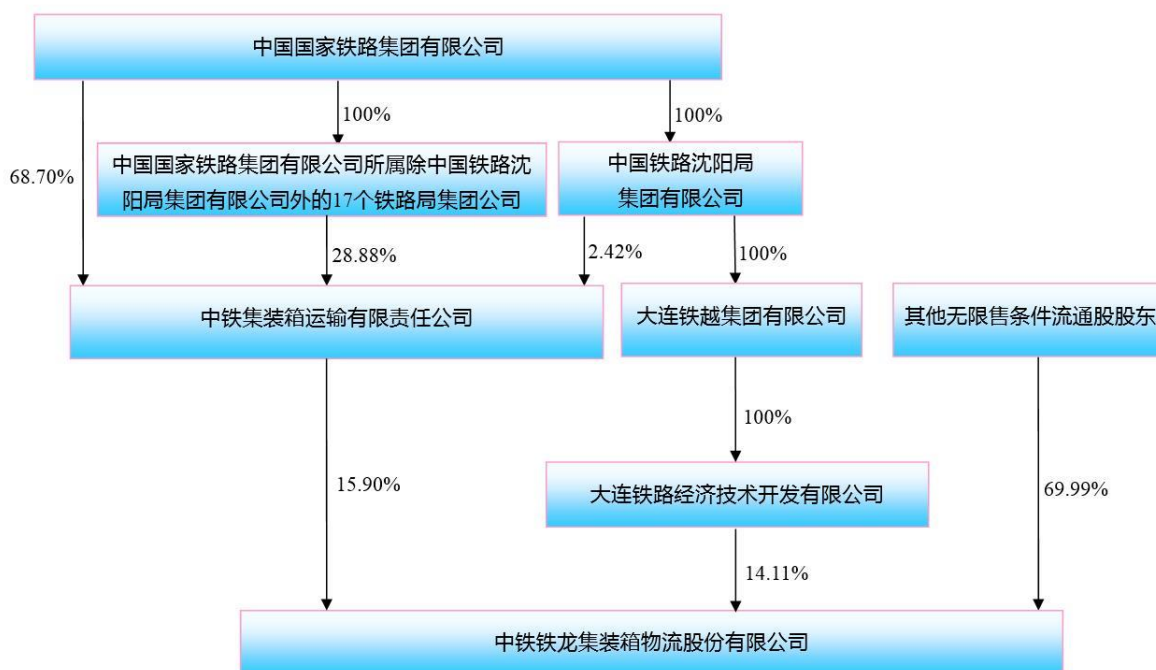 中国国家铁路集团有限公司
100%
100%
68.70%
中国国家铁路集团有限公司所属除中国铁路沈
阳局集团有限公司外的17个铁路局集团公司
中国铁路沈阳局
集团有限公司
28.88%
2.42%
100%
中铁集装箱运输有限责任公司
大连铁越集团有限公司
其他无限售条件流通股股东
100%
15.90%
大连铁路经济技术开发有限公司
69.99%
14.11%
中铁铁龙集装箱物流股份有限公司